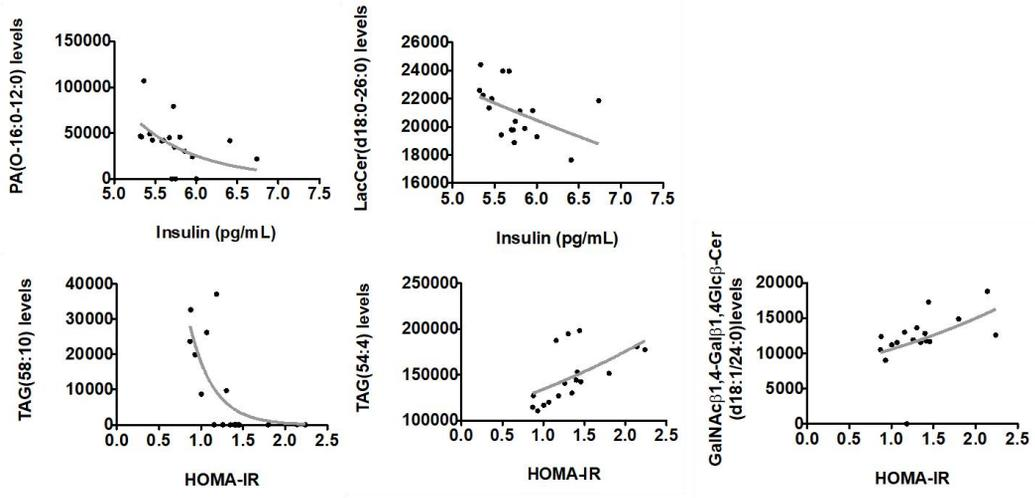 PA(O-16:0-12:0) levels
150000
100000
50000
0
5.0 5.5 6.0 6.5 7.0 7.5
Insulin (pg/mL)
LacCer(d18:0-26:0) levels
26000
24000
22000
20000
18000
16000
5.0 5.5 6.0 6.5 7.0 7.5
Insulin (pg/mL)
TAG(58:10) levels
40000
30000
20000
10000
0
0.0 0.5 1.0 1.5 2.0 2.5
HOMA-IR
TAG(54:4) levels
250000
200000
150000
100000
0.0 0.5 1.0 1.5 2.0 2.5
HOMA-IR
GalNAcβ1,4-Galβ1,4Glcβ-Cer
(d18:1/24:0)levels
20000
15000
10000
5000
0
0.0 0.5 1.0 1.5 2.0 2.5
HOMA-IR